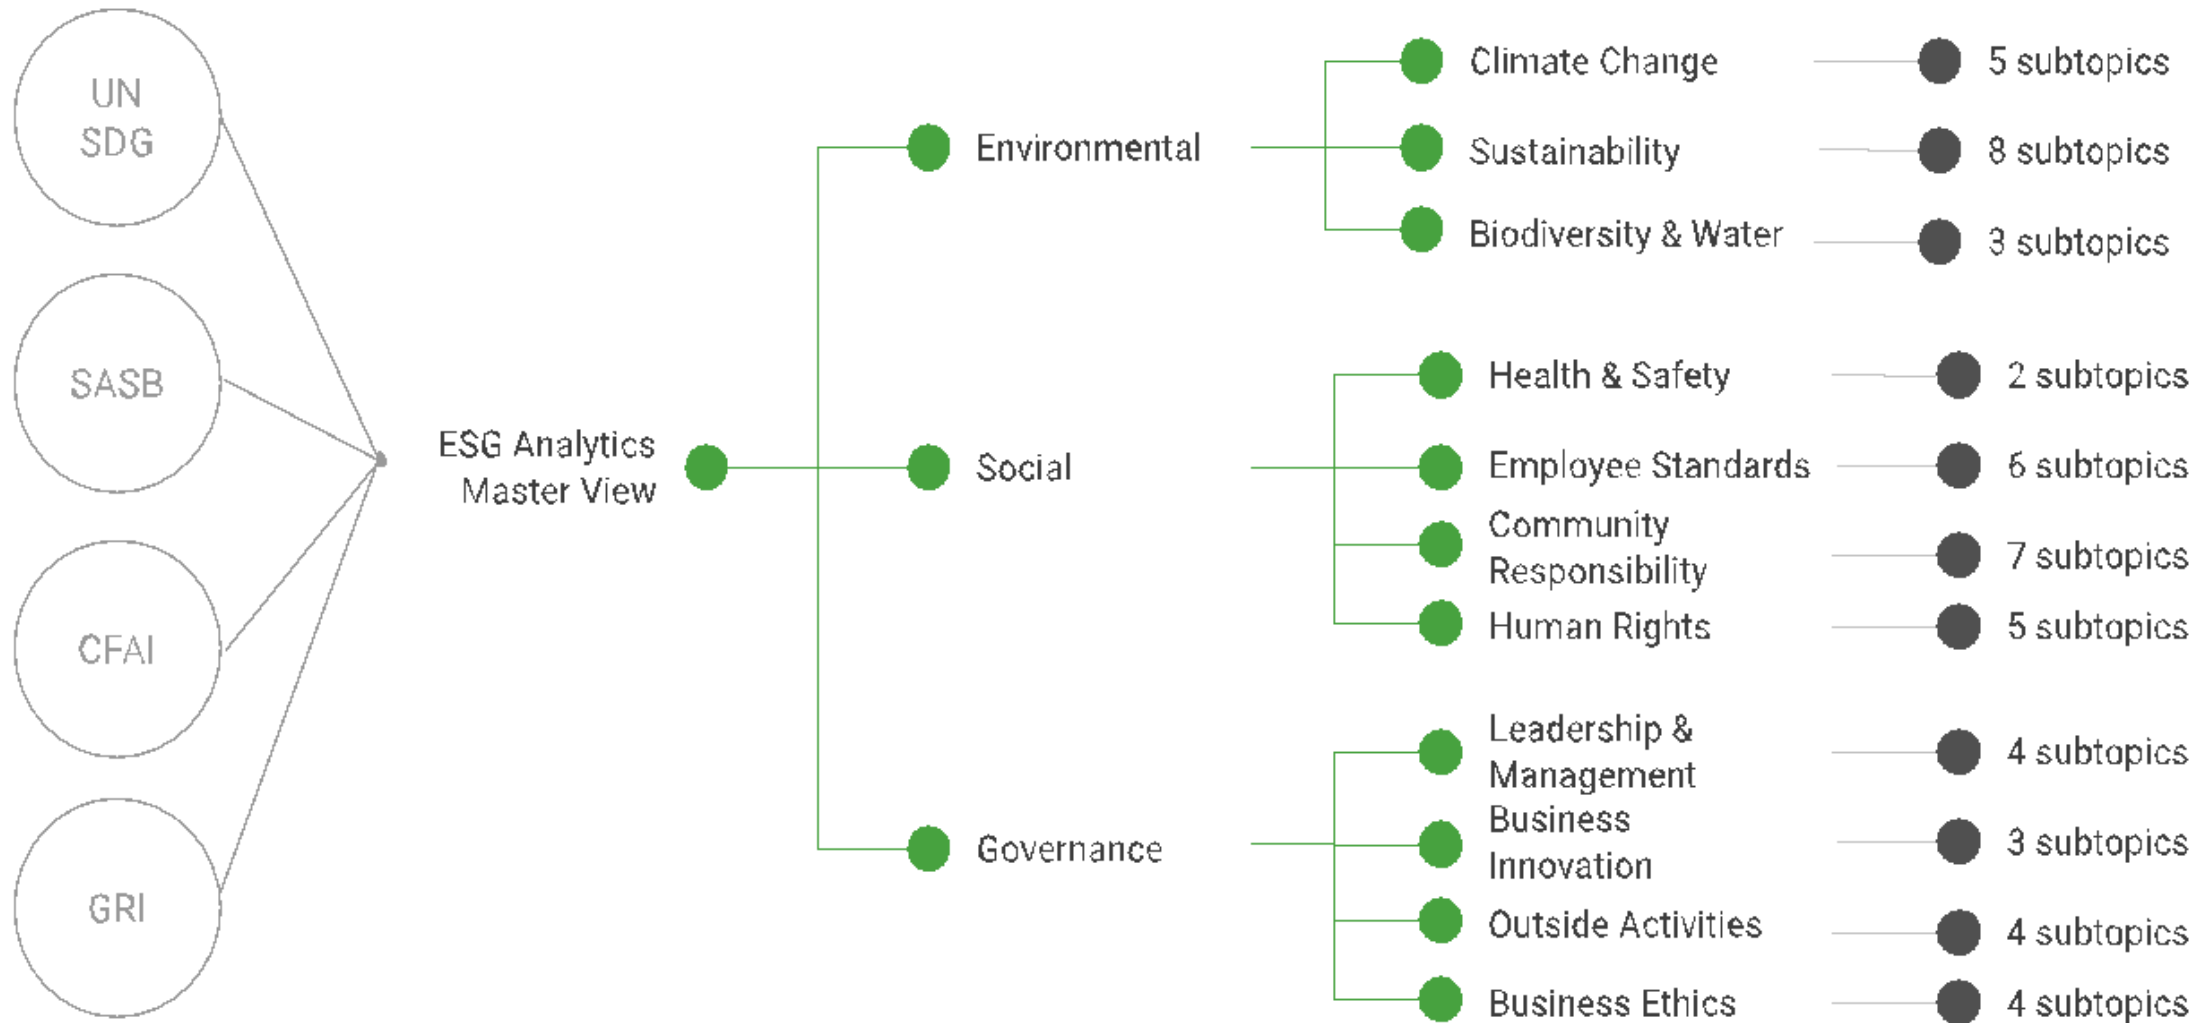 UN
SDG
SASB
CFAI
GRI
ESG Analytics
Master View
Environmental
Climate Change
5 subtopics
Sustainability
8 subtopics
Biodiversity & Water
3 subtopics
Social
Health & Safety
2 subtopics
Employee Standards
6 subtopics
Community
Responsibility
7 subtopics
Human Rights
5 subtopics
Governance
Leadership &
Management
4 subtopics
Business
Innovation
3 subtopics
Outside Activities
4 subtopics
Business Ethics
4 subtopics